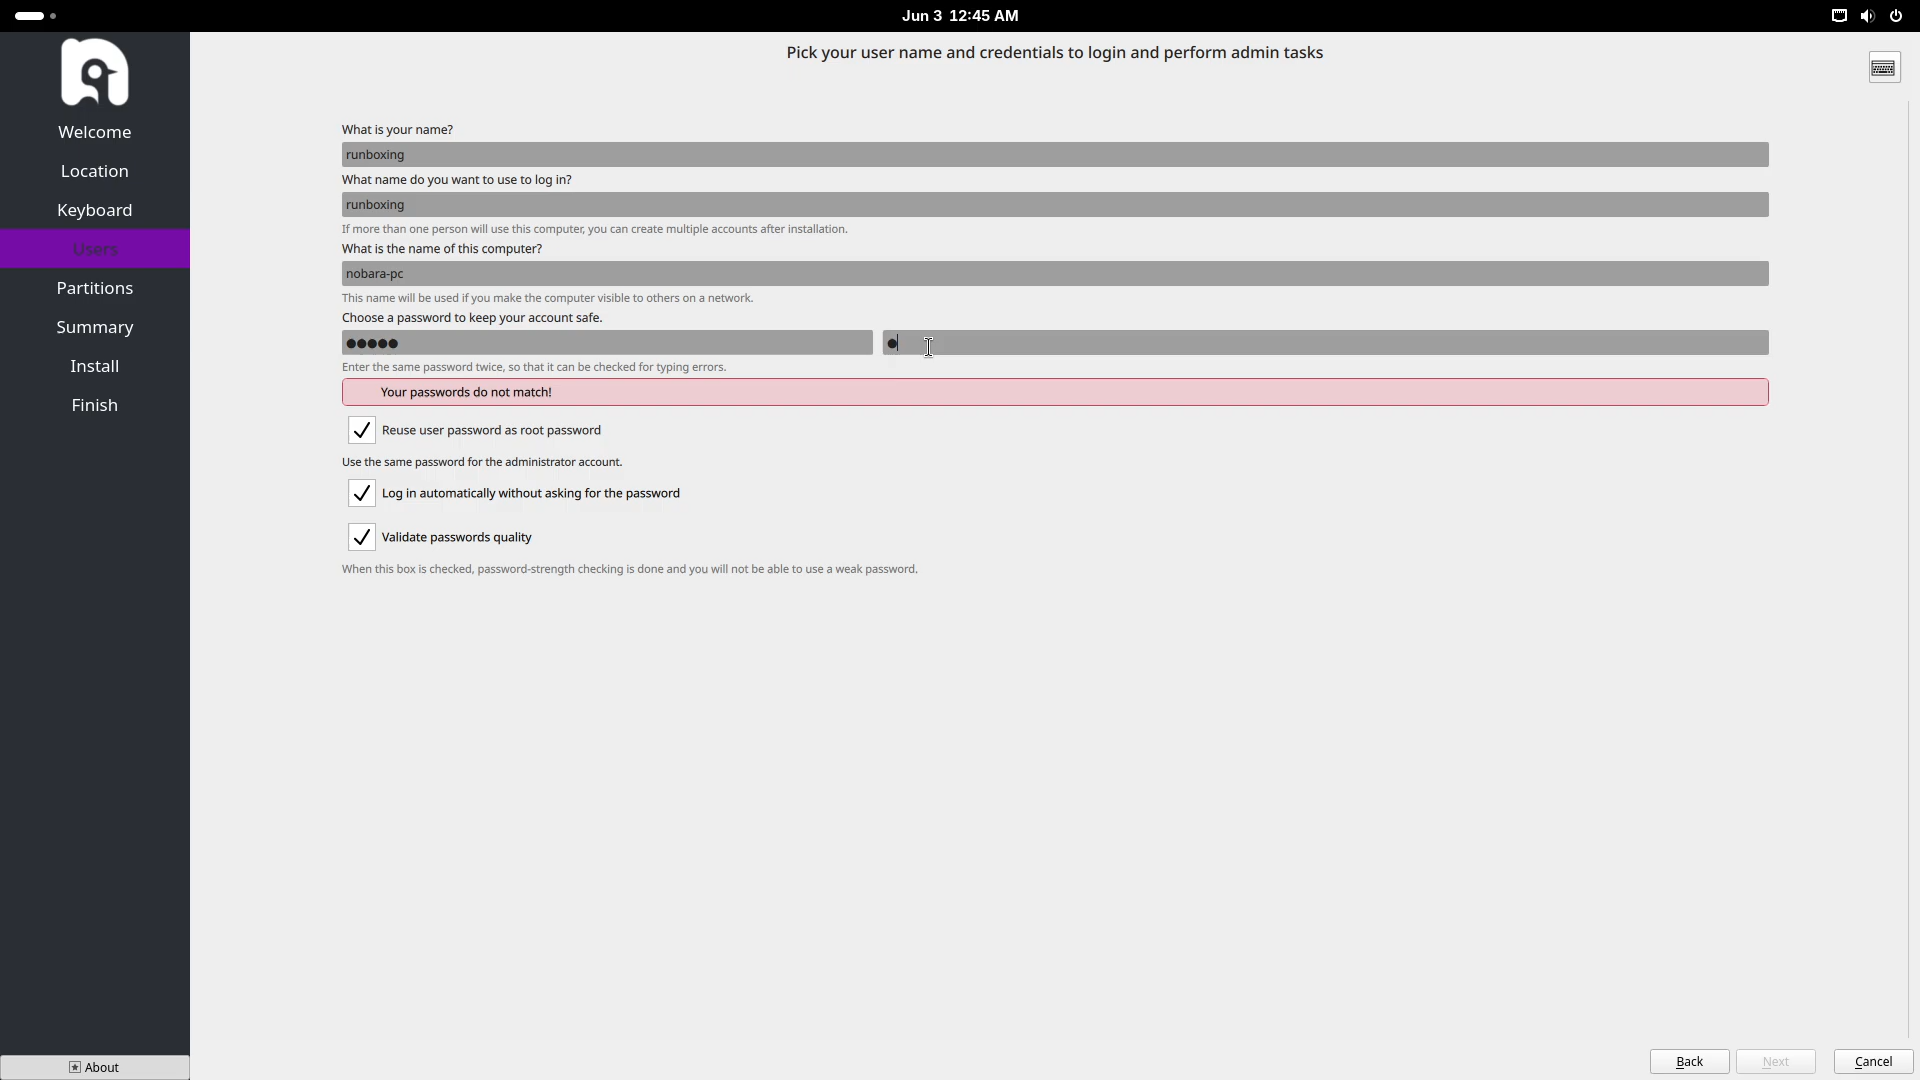 Jun 3 12:45 AM
Pick your user name and credentials to login and perform admin tasks
Welcome
Location
Keyboard
Users
Partitions
Summary
Install
Finish
What is your name?
runboxing
What name do you want to use to log in?
runboxing
If more than one person will use this computer, you can create multiple accounts after installation.
What is the name of this computer?
nobara-pc
This name will be used if you make the computer visible to others on a network.
Choose a password to keep your account safe.
●●●●● ●
Enter the same password twice, so that it can be checked for typing errors.
Your passwords do not match!
Reuse user password as root password
Use the same password for the administrator account.
Log in automatically without asking for the password
Validate passwords quality
When this box is checked, password-strength checking is done and you will not be able to use a weak password.
About
Back Next Cancel